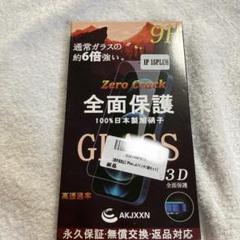 9H
通常ガラスの
約6倍強い。
IP 15PLUS
Zero Crack
全面保護
100%日本製旭硝子
GLASS
3D
全面保護
高透過率
新品
AKJXXN
永久保証・無償交換・返品対応